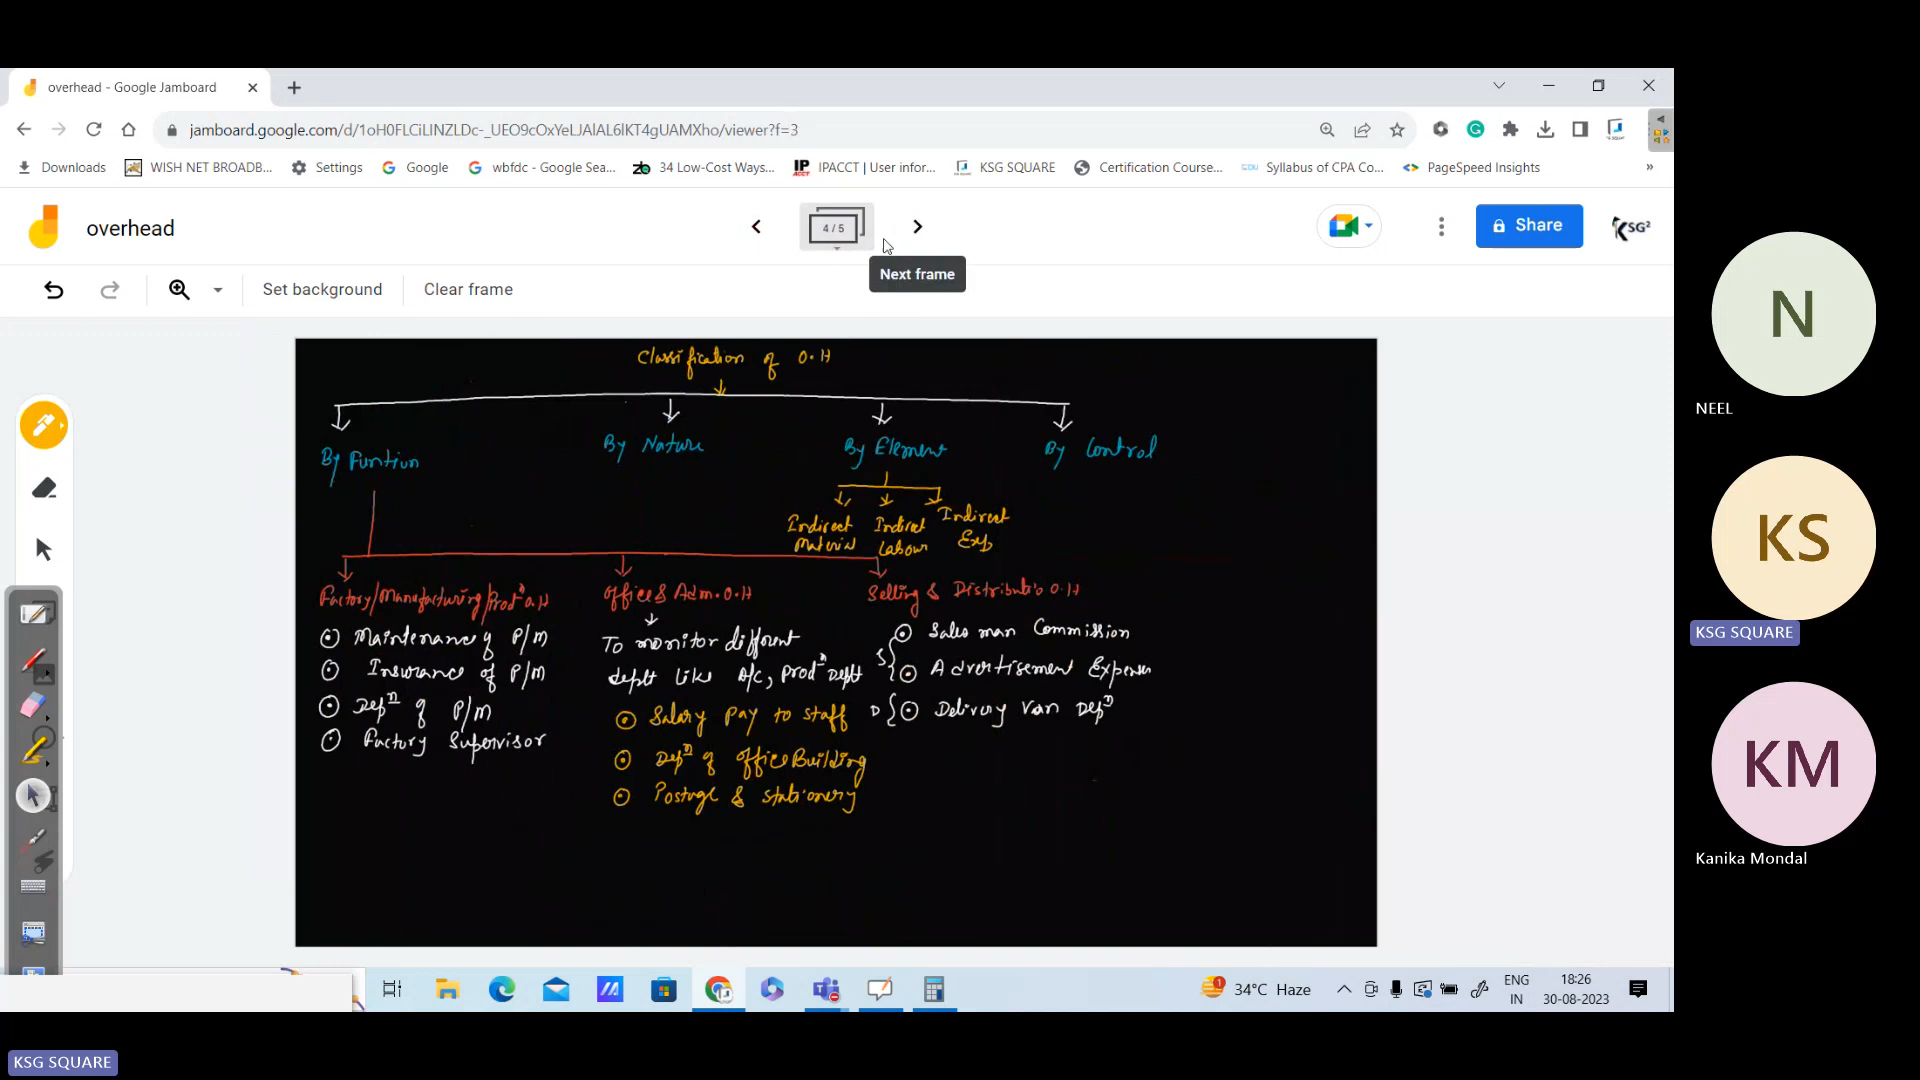 overhead - Google Jamboard
jamboard.google.com/d/1oH0FLCiLINZLDc-_UEO9cOxYeLJAlAL6lKT4gUAMXho/viewer?f=3
Downloads WISH NET BROADB... Settings Google wbfdc - Google Sea... 34 Low-Cost Ways... IPACCT | User infor... KSG SQUARE Certification Course... Syllabus of CPA Co... PageSpeed Insights »
overhead 4 / 5 Share KSG²
Next frame
Set background Clear frame
Classification of O.H
By Funtion By Nature By Element By Control
Indirect Material Indirect Labour Indirect Exp
Factory/Manufacturing/Prodⁿ O.H Office & Adm. O.H Selling & Distributio O.H
Maintenance of P/M
Insurance of P/M
Depⁿ of P/M
Factory Supervisor
To monitor different
deptt like A/c, Prodⁿ Deptt
Salary pay to staff
Depⁿ of Office Building
Postage & Stationery
S Sales man Commission
Advertisement Expenses
D Delivery Van Depⁿ
N
NEEL
KS
KSG SQUARE
KM
Kanika Mondal
1 34°C Haze ENG IN 18:26 30-08-2023
KSG SQUARE